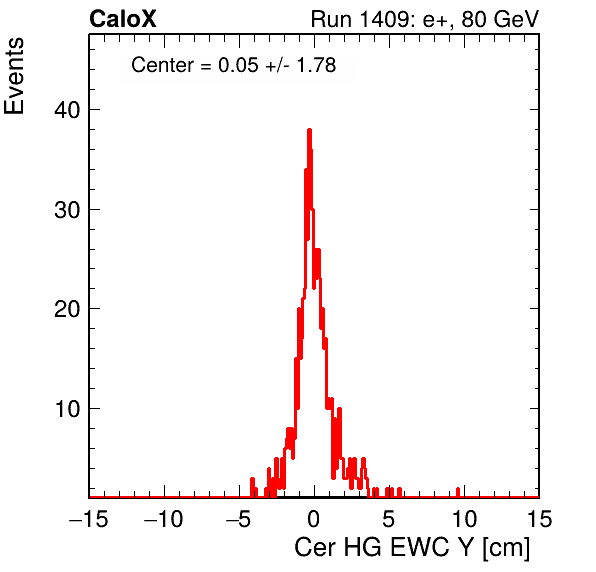 CaloX Run 1409: e+, 80 GeV
Center = 0.05 +/- 1.78
Events
40
30
20
10
−15 −10 −5 0 5 10 15
Cer HG EWC Y [cm]